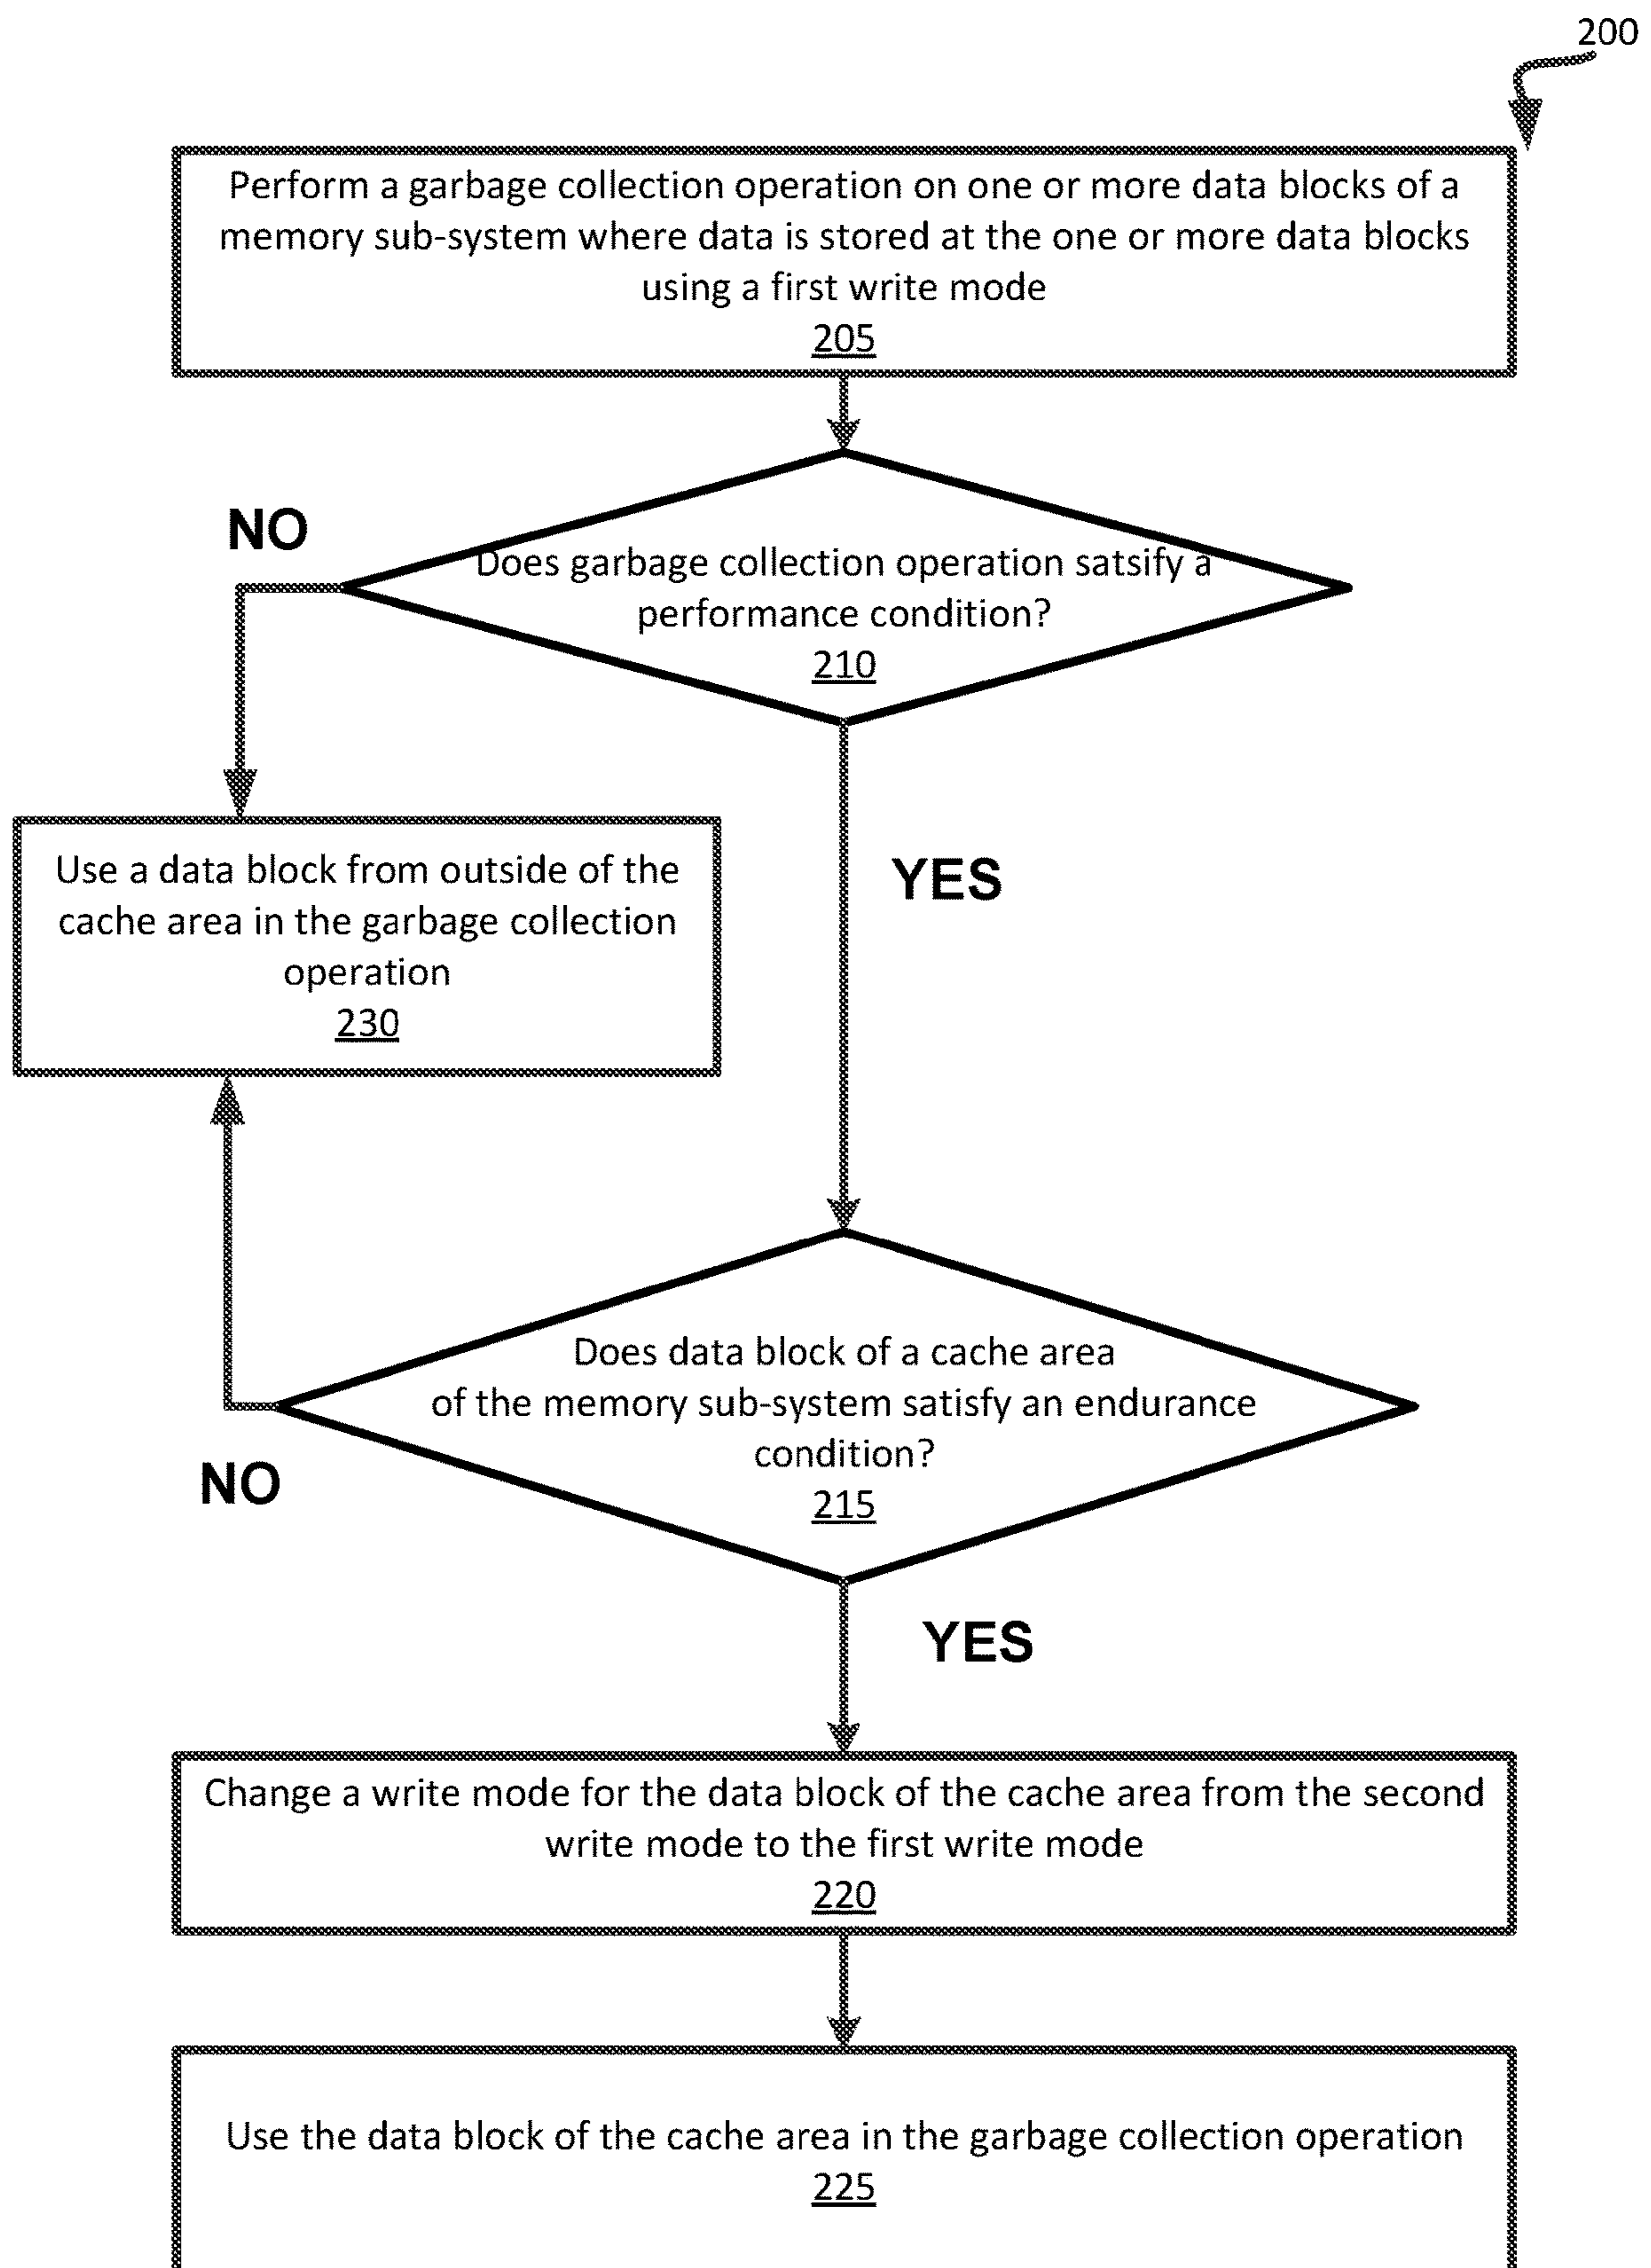 200
Perform a garbage collection operation on one or more data blocks of a
memory sub-system where data is stored at the one or more data blocks
using a first write mode
205
NO
Does garbage collection operation satsify a
performance condition?
210
Use a data block from outside of the
cache area in the garbage collection
operation
230
YES
Does data block of a cache area
of the memory sub-system satisfy an endurance
condition?
215
NO
YES
Change a write mode for the data block of the cache area from the second
write mode to the first write mode
220
Use the data block of the cache area in the garbage collection operation
225